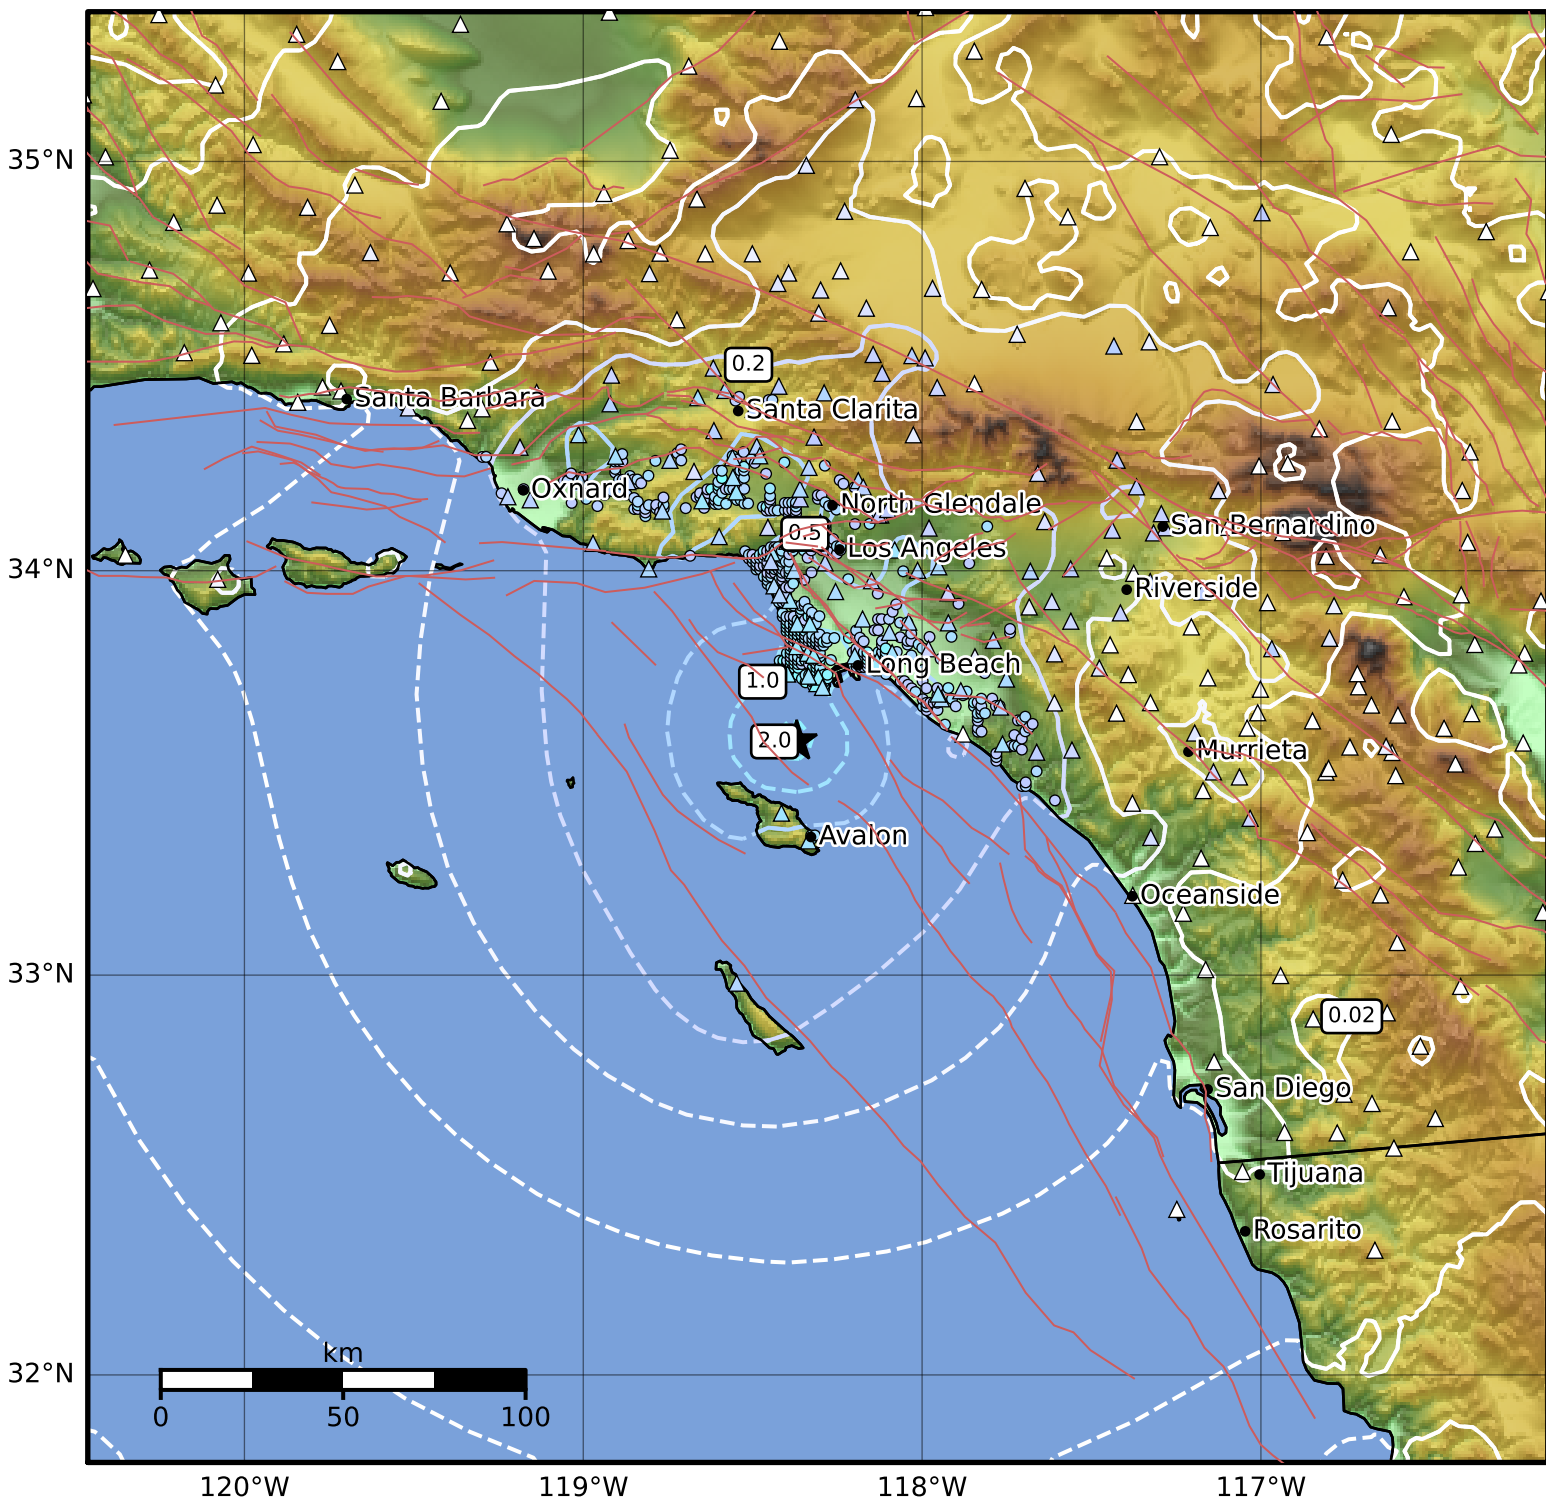 35°N
0.2
Santa Barbara
Santa Clarita
Oxnard
North Glendale
San Bernardino
0.5
Los Angeles
34°N
Riverside
Long Beach
1.0
2.0
Murrieta
Avalon
Oceanside
33°N
0.02
San Diego
Tijuana
Rosarito
km
32°N
0
50
100
120°W
119°W
118°W
117°W